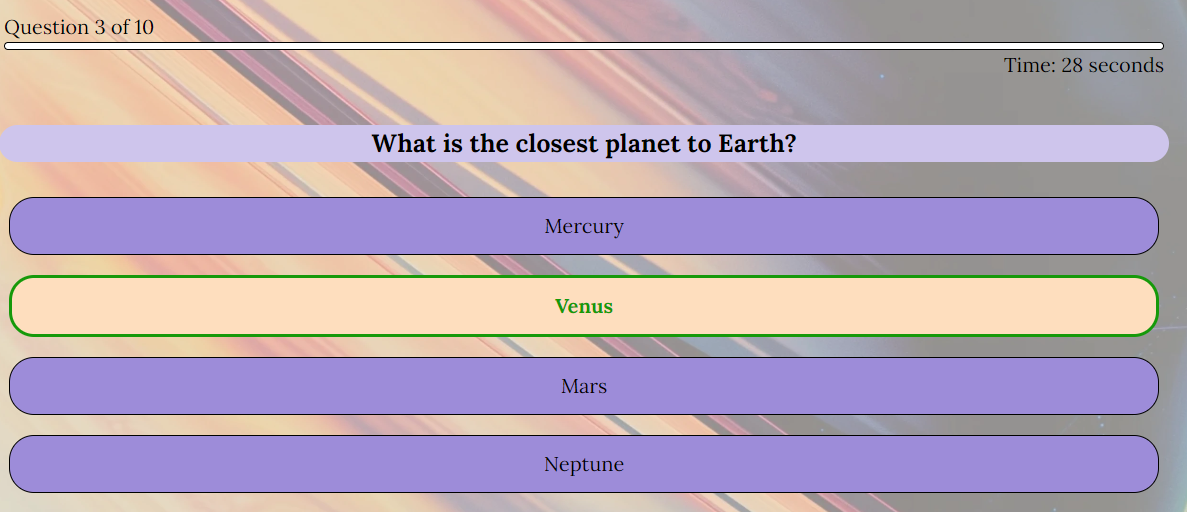 Question 3 of 10
Time: 28 seconds
What is the closest planet to Earth?
Mercury
Venus
Mars
Neptune